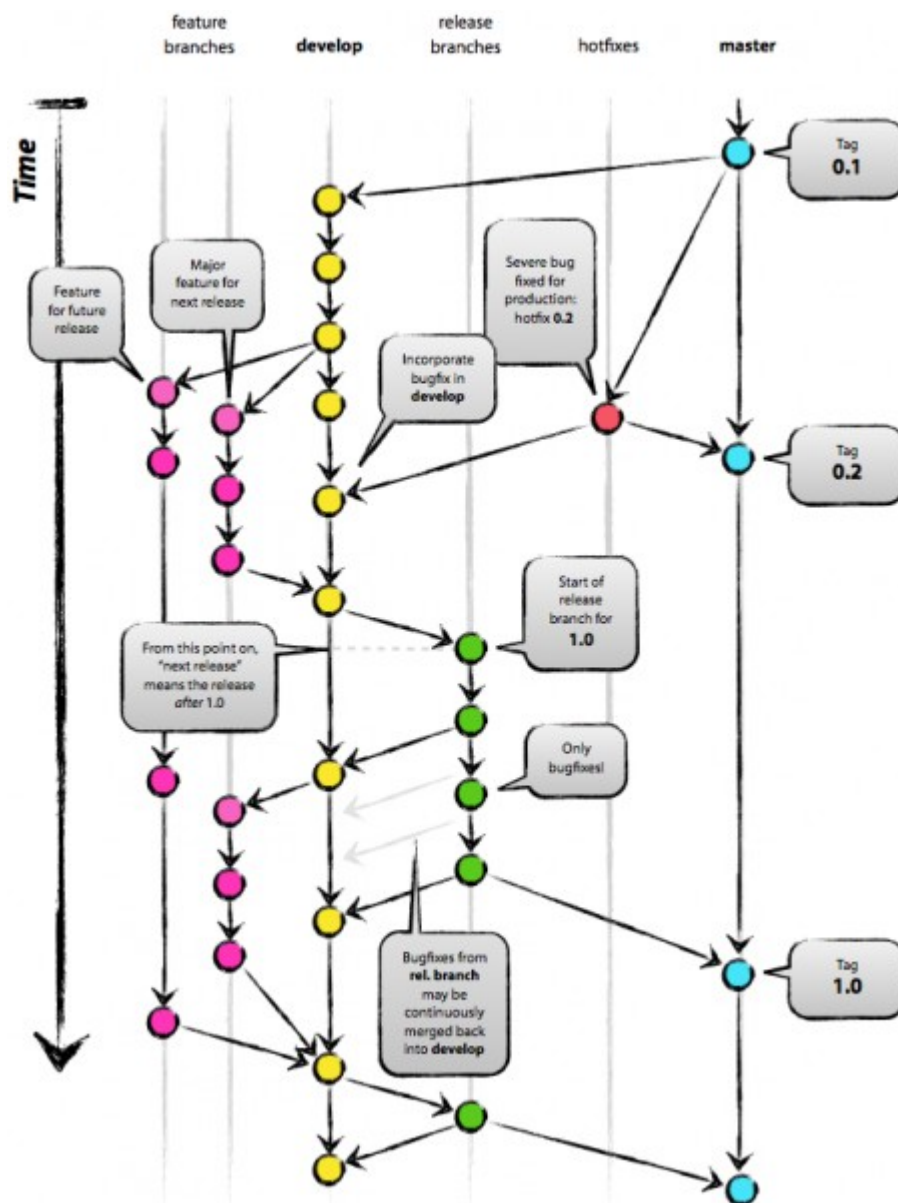 feature
branches
develop
release
branches
hotfixes
master
Time
Tag
0.1
Severe bug
fixed for
production:
hotfix 0.2
Major
feature for
next release
Feature
for future
release
Incorporate
bugfix in
develop
Tag
0.2
Start of
release
branch for
1.0
From this point on,
“next release”
means the release
after 1.0
Only
bugfixes!
Bugfixes from
rel. branch
may be
continuously
merged back
into develop
Tag
1.0